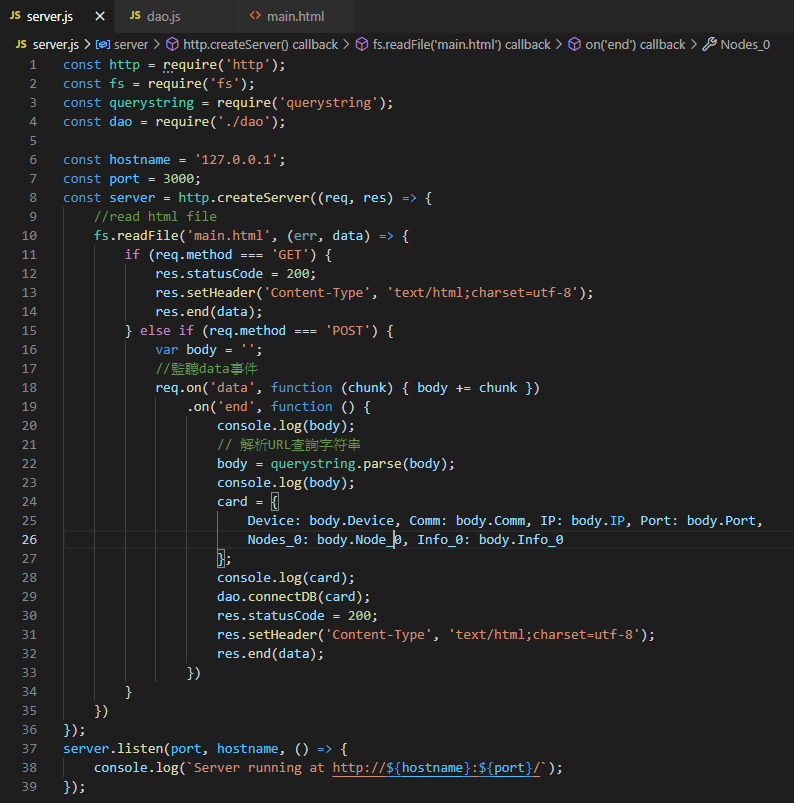 JS server.js × JS dao.js <> main.html
JS server.js > server > http.createServer() callback > fs.readFile('main.html') callback > on('end') callback > Nodes_0
1 const http = require('http');
2 const fs = require('fs');
3 const querystring = require('querystring');
4 const dao = require('./dao');
5
6 const hostname = '127.0.0.1';
7 const port = 3000;
8 const server = http.createServer((req, res) => {
9 //read html file
10 fs.readFile('main.html', (err, data) => {
11 if (req.method === 'GET') {
12 res.statusCode = 200;
13 res.setHeader('Content-Type', 'text/html;charset=utf-8');
14 res.end(data);
15 } else if (req.method === 'POST') {
16 var body = '';
17 //監聽data事件
18 req.on('data', function (chunk) { body += chunk })
19 .on('end', function () {
20 console.log(body);
21 // 解析URL查詢字符串
22 body = querystring.parse(body);
23 console.log(body);
24 card = {
25 Device: body.Device, Comm: body.Comm, IP: body.IP, Port: body.Port,
26 Nodes_0: body.Node_0, Info_0: body.Info_0
27 };
28 console.log(card);
29 dao.connectDB(card);
30 res.statusCode = 200;
31 res.setHeader('Content-Type', 'text/html;charset=utf-8');
32 res.end(data);
33 })
34 }
35 })
36 });
37 server.listen(port, hostname, () => {
38 console.log(`Server running at http://${hostname}:${port}/`);
39 });